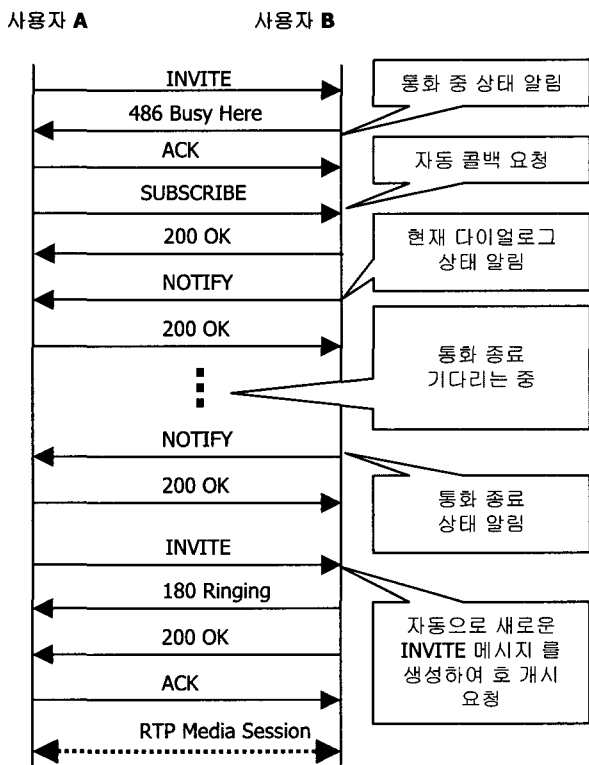 사용자 A
사용자 B
INVITE
통화 중 상태 알림
486 Busy Here
ACK
자동 콜백 요청
SUBSCRIBE
200 OK
현재 다이얼로그
상태 알림
NOTIFY
200 OK
통화 종료
기다리는 중
NOTIFY
200 OK
통화 종료
상태 알림
INVITE
180 Ringing
자동으로 새로운
INVITE 메시지 를
생성하여 호 개시
요청
200 OK
ACK
RTP Media Session